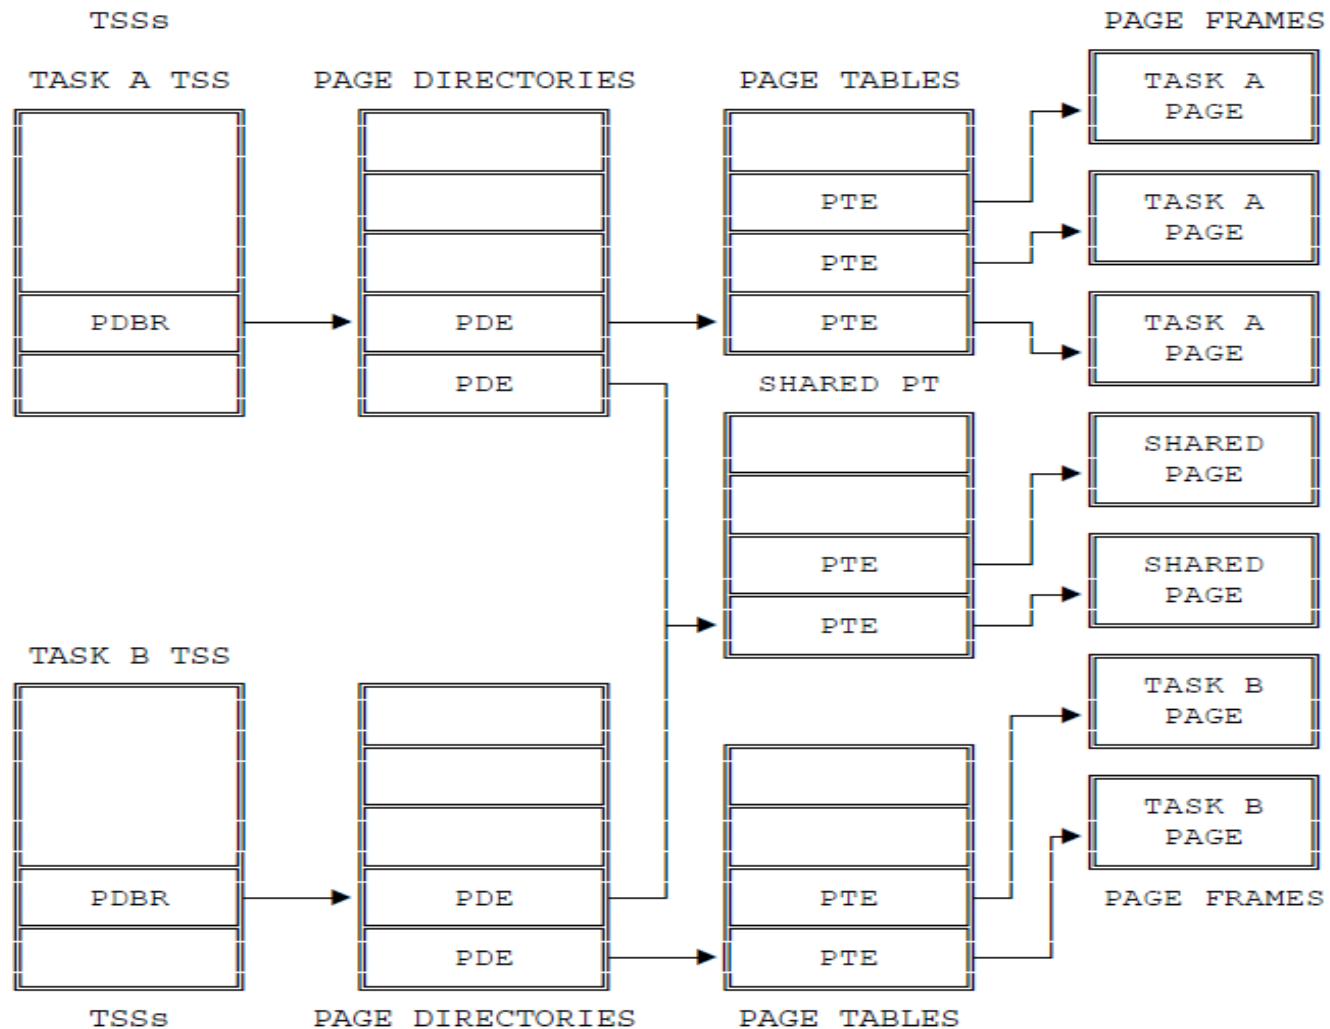 TSSs
PAGE FRAMES
TASK A TSS
PAGE DIRECTORIES
PAGE TABLES
TASK A
PAGE
PTE
TASK A
PAGE
PTE
PDBR
PDE
PTE
TASK A
PAGE
PDE
SHARED PT
SHARED
PAGE
PTE
SHARED
PAGE
PTE
TASK B TSS
TASK B
PAGE
TASK B
PAGE
PDBR
PDE
PTE
PAGE FRAMES
PDE
PTE
TSSs
PAGE DIRECTORIES
PAGE TABLES